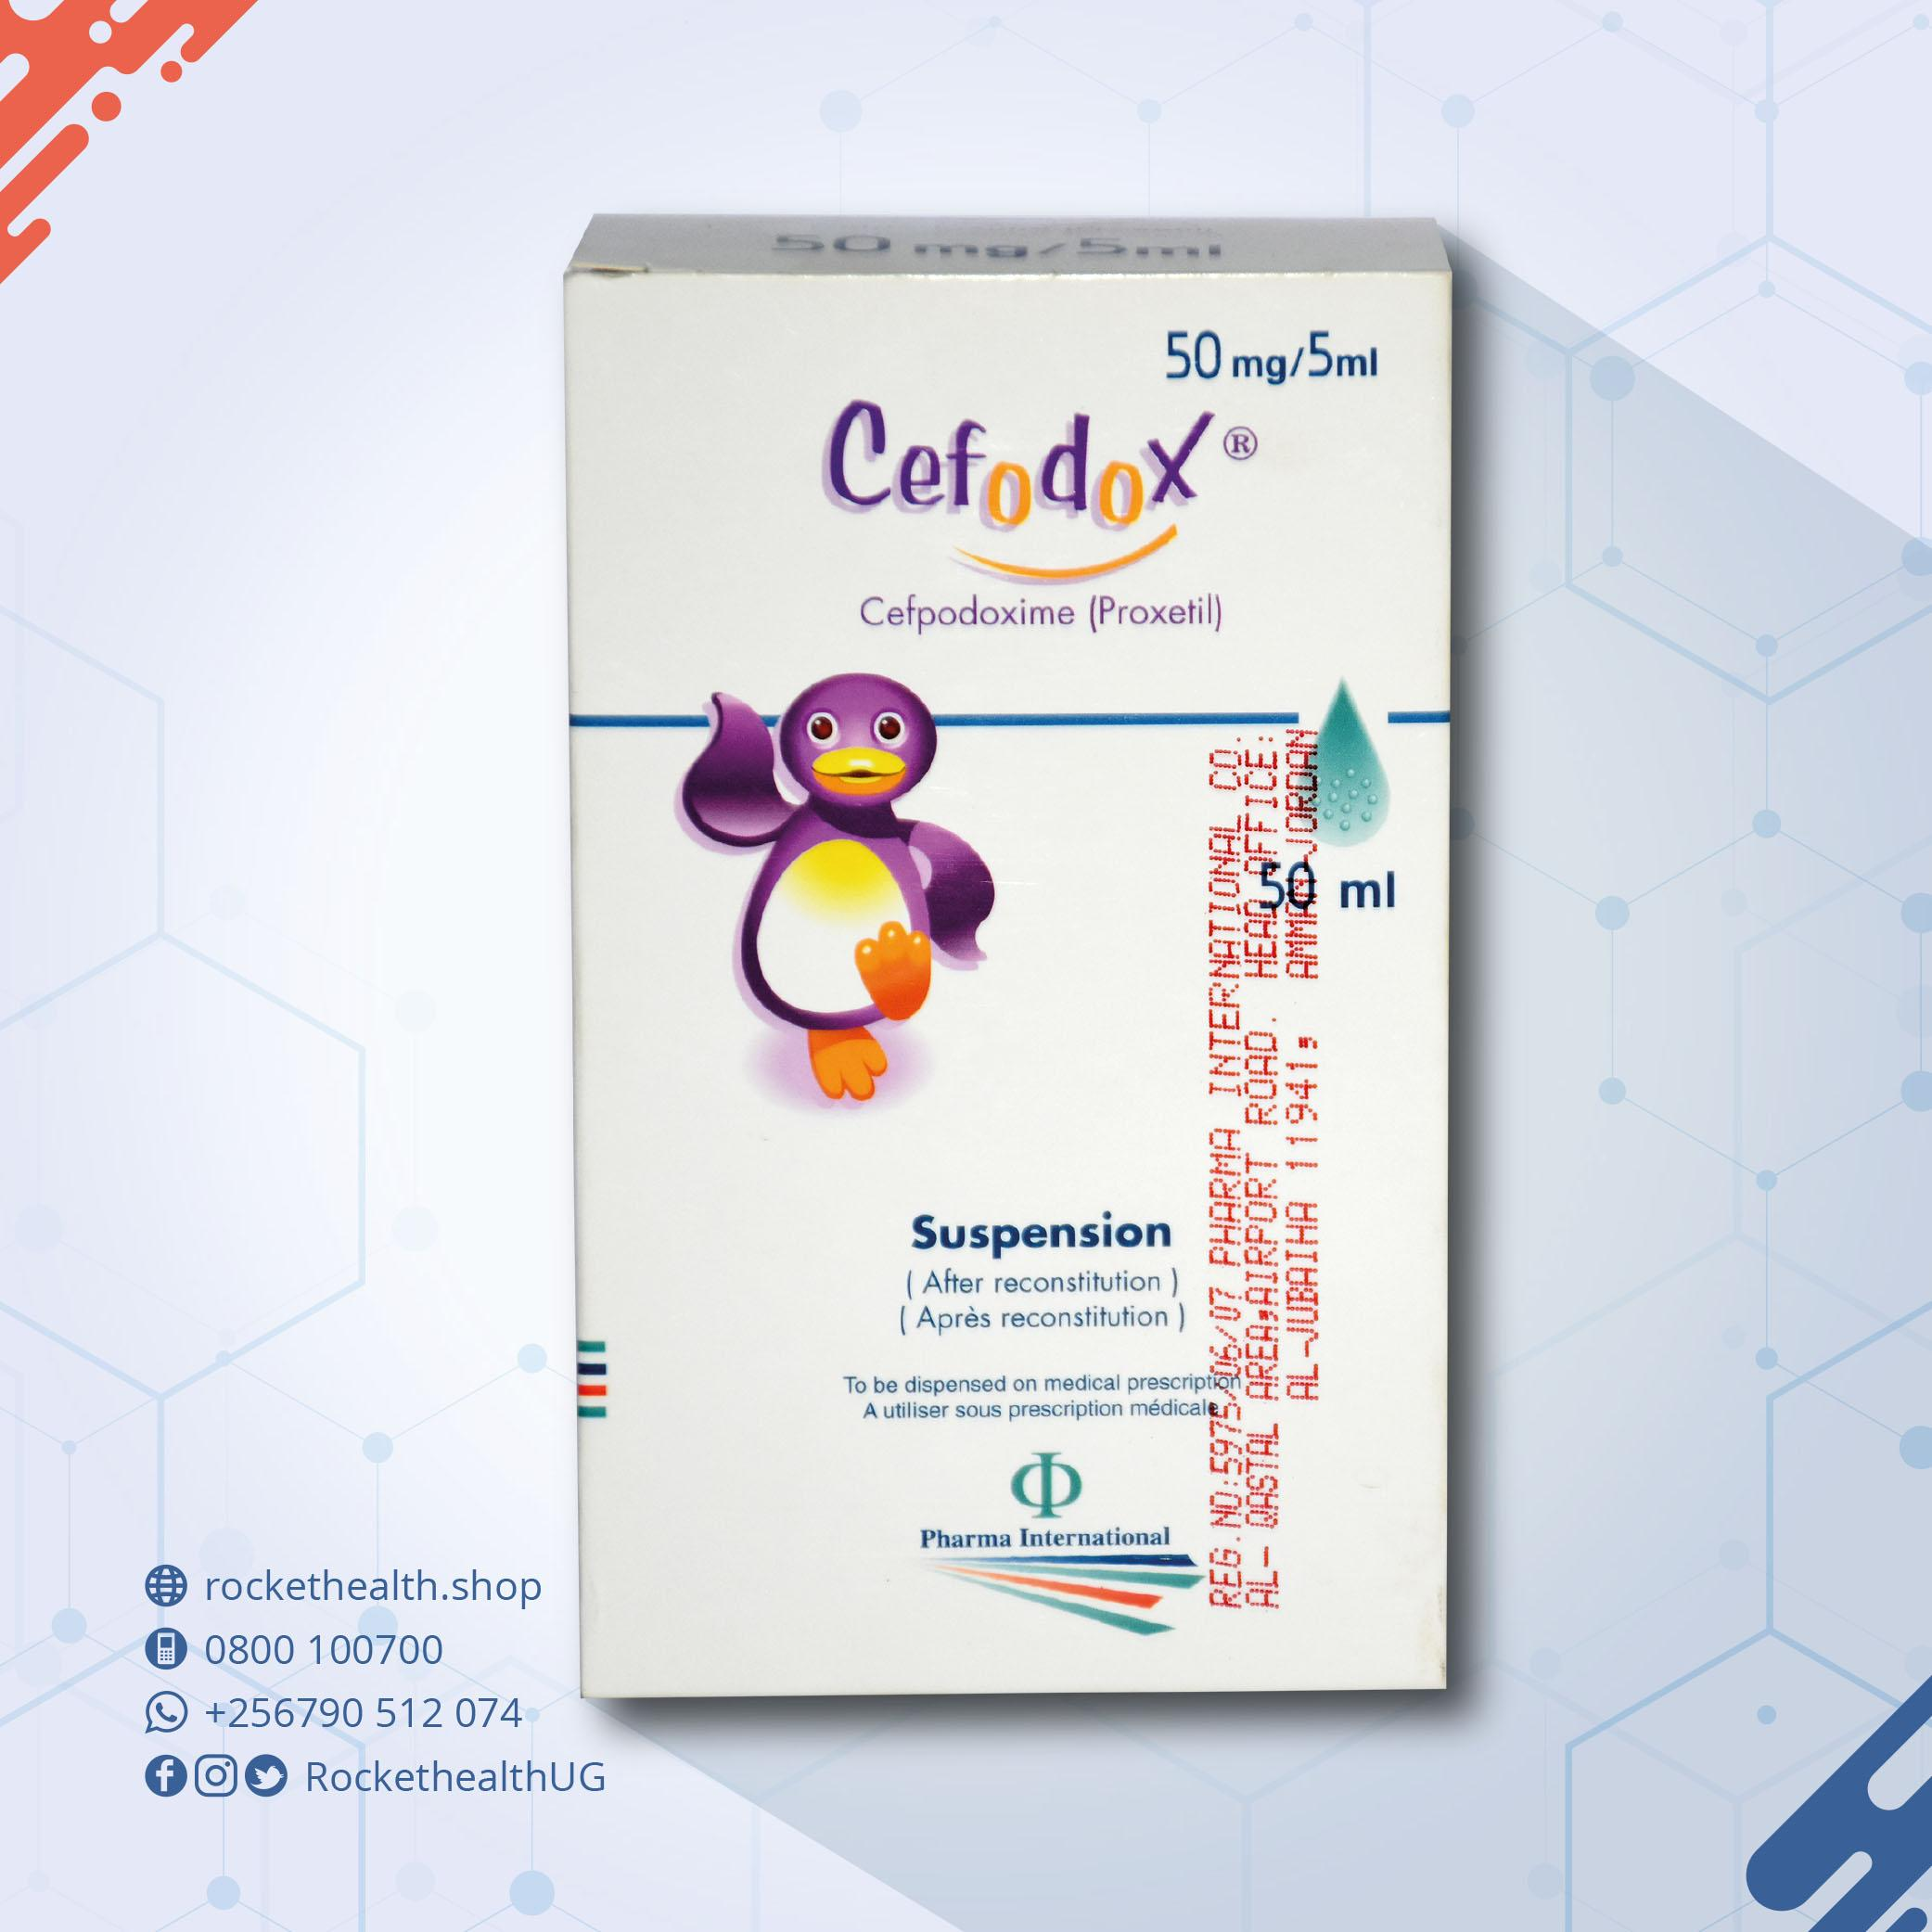 50 mg/5ml
50 mg/5ml
Cefodox®
Cefpodoxime (Proxetil)
50 ml
Suspension
( After reconstitution )
( Après reconstitution )
To be dispensed on medical prescription
A utiliser sous prescription médicale
Φ
Pharma International
REG.NO:5975/06/07 PHARMA INTERNATIONAL CO.
AL- WASTAL AREA,AIRPORT ROAD. HEAD OFFICE:
AL-JUBAIHA 11941, AMMAN-JORDAN
rockethealth.shop
0800 100700
+256790 512 074
RockethealthUG